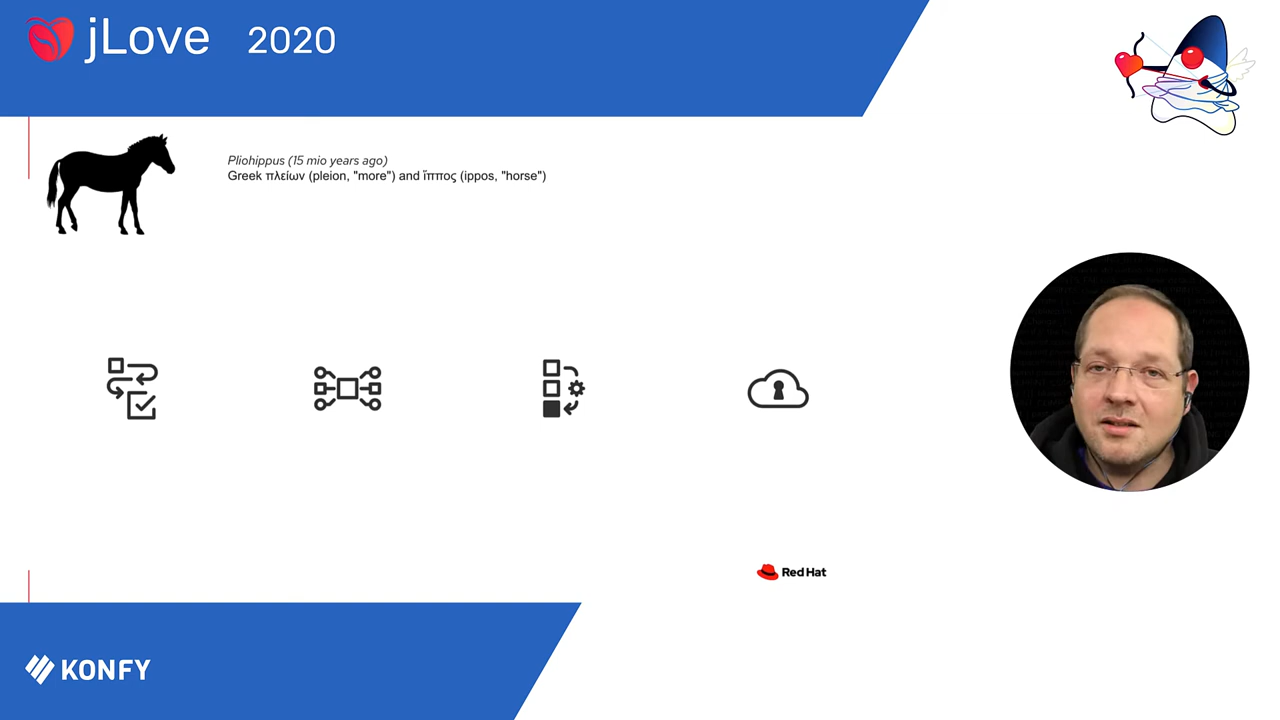 jLove 2020
Pliohippus (15 mio years ago)
Greek πλείων (pleion, "more") and ἵππος (ippos, "horse")
Red Hat
KONFY